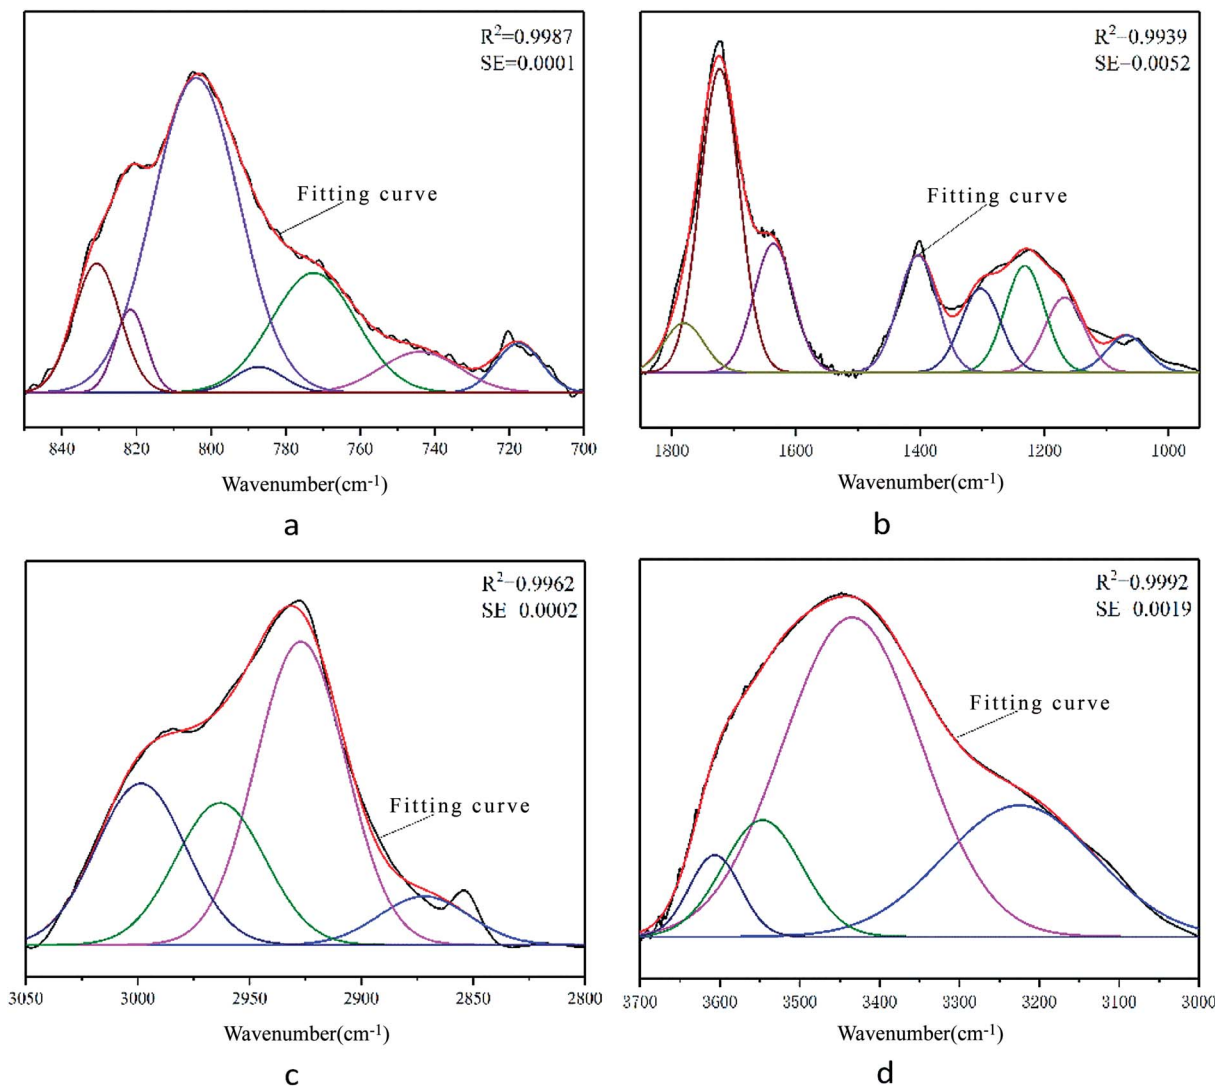 R²=0.9987
SE=0.0001
Fitting curve
840 820 800 780 760 740 720 700
Wavenumber(cm⁻¹)
a
R²=0.9939
SE=0.0052
Fitting curve
1800 1600 1400 1200 1000
Wavenumber(cm⁻¹)
b
R²=0.9962
SE 0.0002
Fitting curve
3050 3000 2950 2900 2850 2800
Wavenumber(cm⁻¹)
c
R²=0.9992
SE 0.0019
Fitting curve
3700 3600 3500 3400 3300 3200 3100 3000
Wavenumber(cm⁻¹)
d